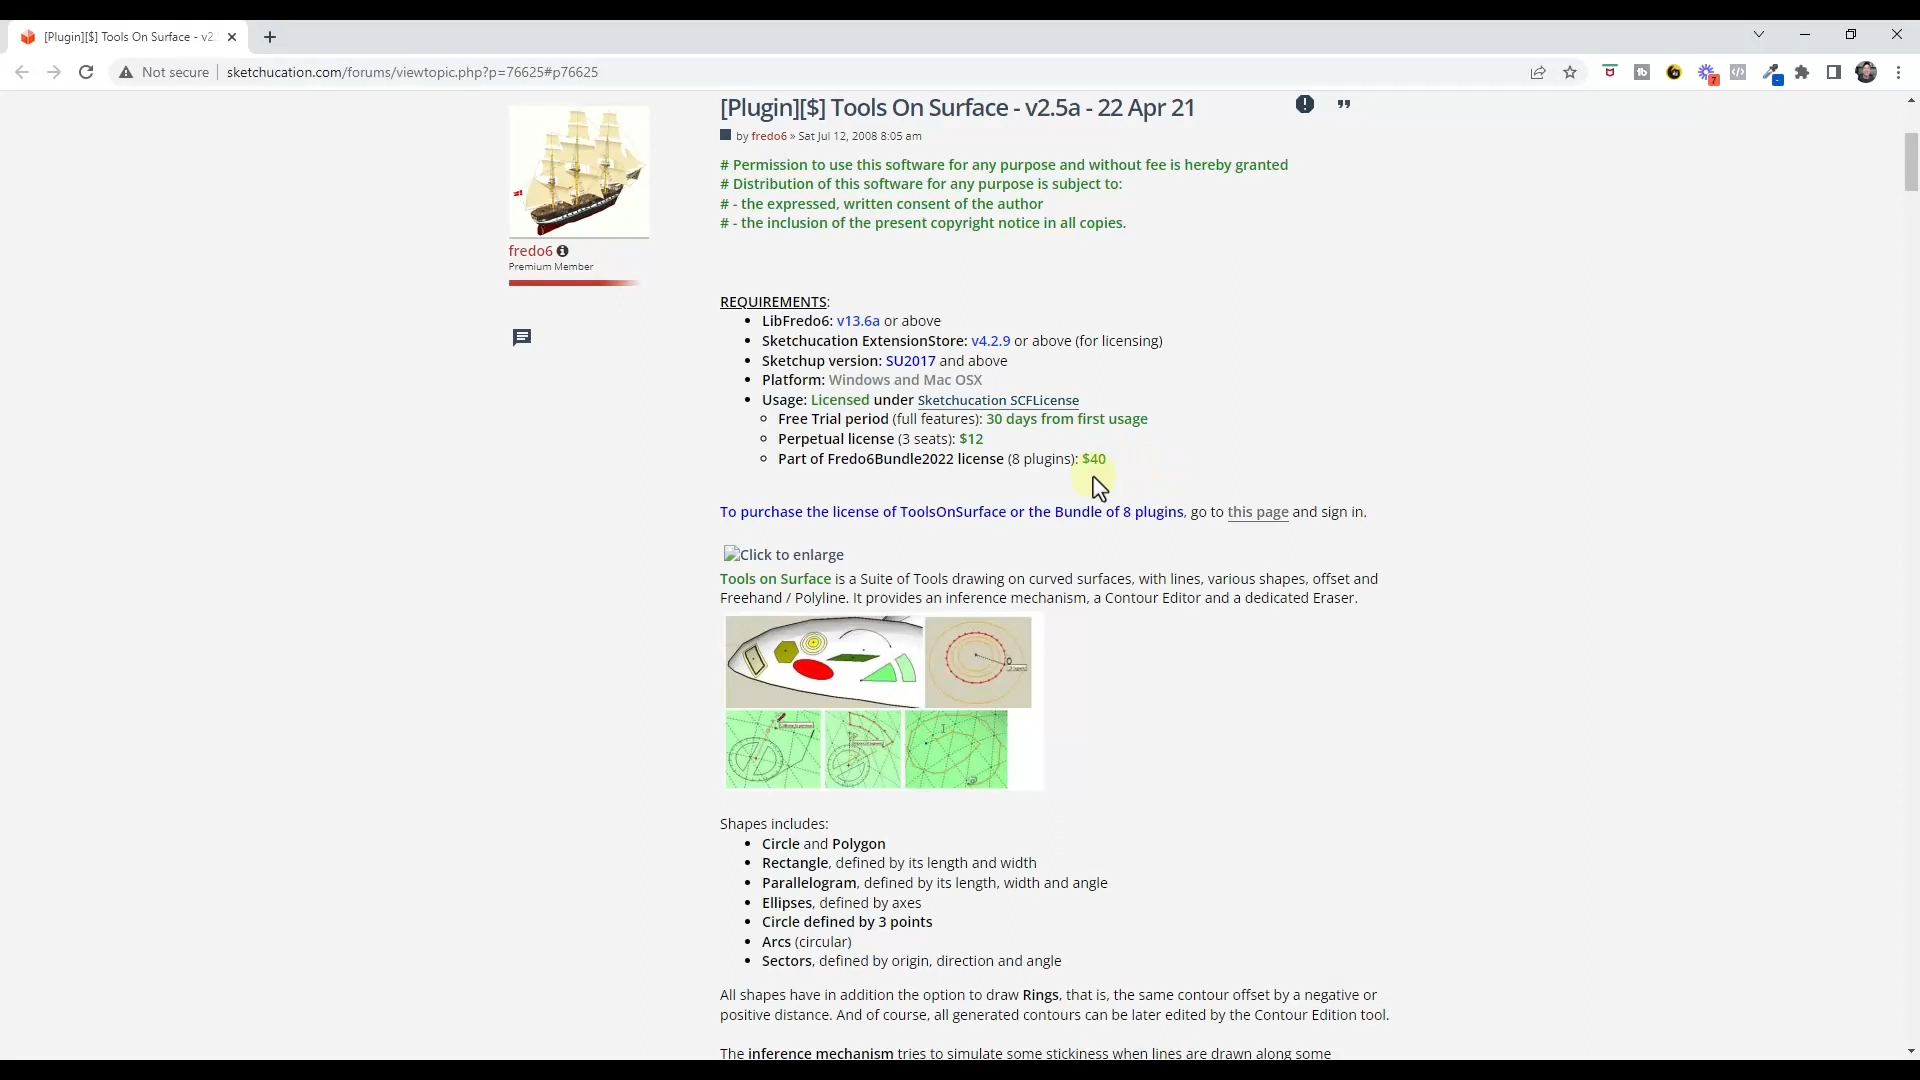 [Plugin][$] Tools On Surface - v2.
Not secure
sketchucation.com/forums/viewtopic.php?p=76625#p76625
7
[Plugin][$] Tools On Surface - v2.5a - 22 Apr 21
by fredo6 » Sat Jul 12, 2008 8:05 am
# Permission to use this software for any purpose and without fee is hereby granted
# Distribution of this software for any purpose is subject to:
# - the expressed, written consent of the author
# - the inclusion of the present copyright notice in all copies.
fredo6
Premium Member
REQUIREMENTS:
• LibFredo6: v13.6a or above
• Sketchucation ExtensionStore: v4.2.9 or above (for licensing)
• Sketchup version: SU2017 and above
• Platform: Windows and Mac OSX
• Usage: Licensed under Sketchucation SCFLicense
Free Trial period (full features): 30 days from first usage
Perpetual license (3 seats): $12
Part of Fredo6Bundle2022 license (8 plugins): $40
To purchase the license of ToolsOnSurface or the Bundle of 8 plugins, go to this page and sign in.
Click to enlarge
Tools on Surface is a Suite of Tools drawing on curved surfaces, with lines, various shapes, offset and
Freehand / Polyline. It provides an inference mechanism, a Contour Editor and a dedicated Eraser.
Shapes includes:
• Circle and Polygon
• Rectangle, defined by its length and width
• Parallelogram, defined by its length, width and angle
• Ellipses, defined by axes
• Circle defined by 3 points
• Arcs (circular)
• Sectors, defined by origin, direction and angle
All shapes have in addition the option to draw Rings, that is, the same contour offset by a negative or
positive distance. And of course, all generated contours can be later edited by the Contour Edition tool.
The inference mechanism tries to simulate some stickiness when lines are drawn along some